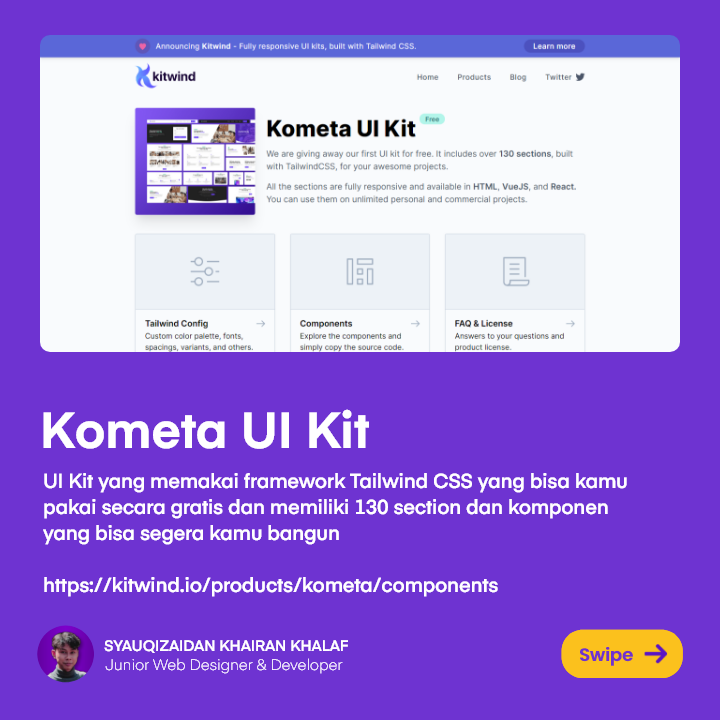 Announcing Kitwind - Fully responsive UI kits, built with Tailwind CSS.
Learn more
kitwind
Home
Products
Blog
Twitter
Kometa UI Kit
Free
We are giving away our first UI kit for free. It includes over 130 sections, built
with TailwindCSS, for your awesome projects.
All the sections are fully responsive and available in HTML, VueJS, and React.
You can use them on unlimited personal and commercial projects.
Tailwind Config
Custom color palette, fonts,
spacings, variants, and others.
Components
Explore the components and
simply copy the source code.
FAQ & License
Answers to your questions and
product license.
Kometa UI Kit
UI Kit yang memakai framework Tailwind CSS yang bisa kamu
pakai secara gratis dan memiliki 130 section dan komponen
yang bisa segera kamu bangun
https://kitwind.io/products/kometa/components
SYAUQIZAIDAN KHAIRAN KHALAF
Junior Web Designer & Developer
Swipe